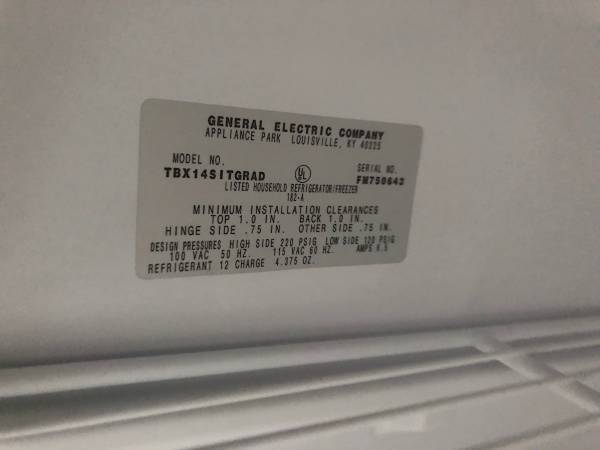 GENERAL ELECTRIC COMPANY
APPLIANCE PARK LOUISVILLE, KY 40225
MODEL NO. SERIAL NO.
TBX14SITGRAD UL FM750643
LISTED HOUSEHOLD REFRIGERATOR/FREEZER
182-A
MINIMUM INSTALLATION CLEARANCES
TOP 1.0 IN. BACK 1.0 IN.
HINGE SIDE .75 IN. OTHER SIDE .75 IN.
DESIGN PRESSURES HIGH SIDE 220 PSIG LOW SIDE 120 PSIG
100 VAC 50 HZ. 115 VAC 60 HZ. AMPS 6.5
REFRIGERANT 12 CHARGE 4.375 OZ.